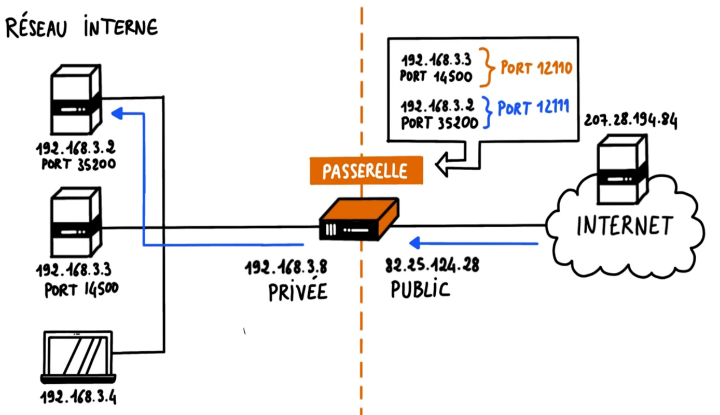 RÉSEAU INTERNE
192.168.3.3
PORT 14500
PORT 12110
192.168.3.2
PORT 35200
PORT 12111
207.28.194.84
192.168.3.2
PORT 35200
PASSERELLE
INTERNET
192.168.3.3
PORT 14500
192.168.3.8
PRIVÉE
82.25.124.28
PUBLIC
192.168.3.4